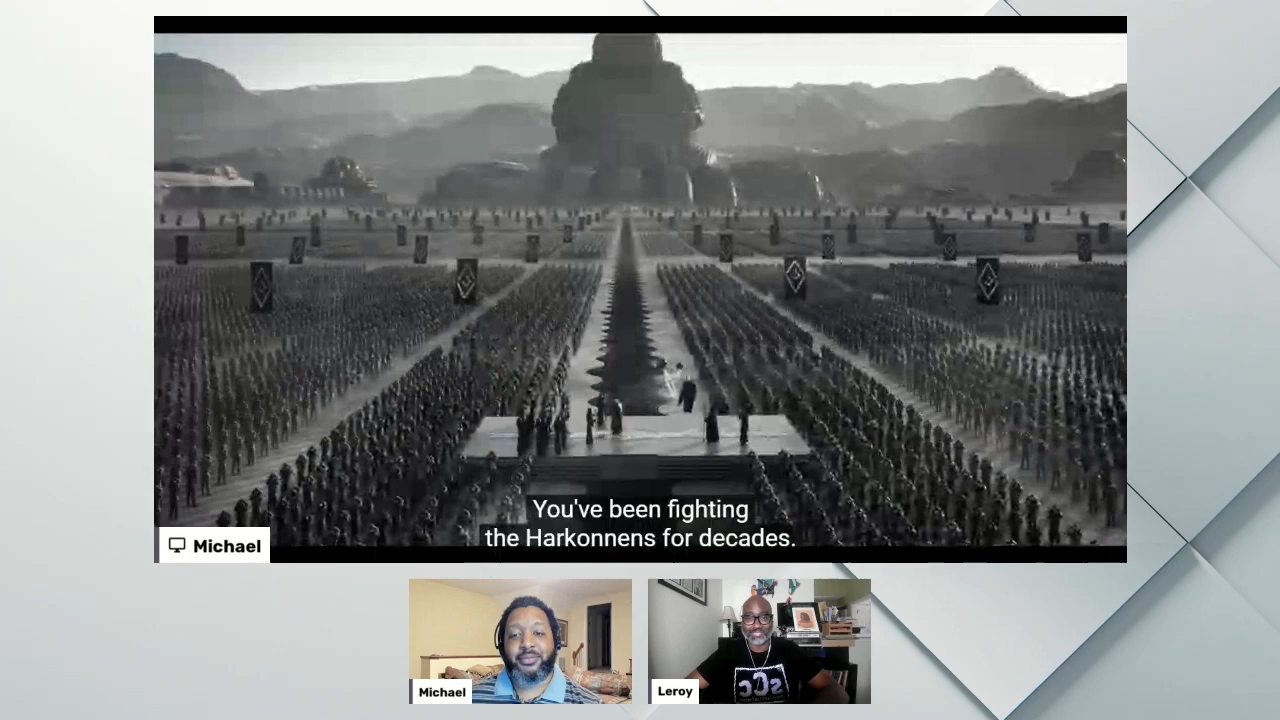 You've been fighting
the Harkonnens for decades.
Michael
Michael
Leroy